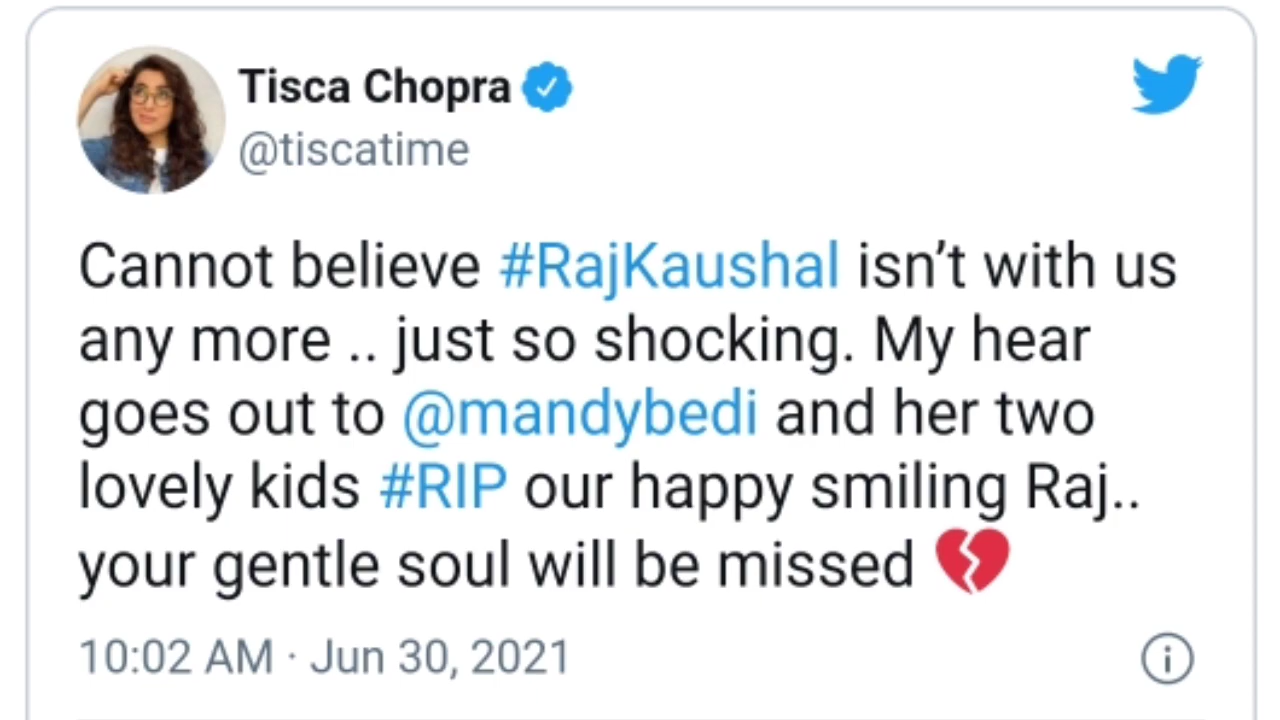 Tisca Chopra
@tiscatime
Cannot believe #RajKaushal isn’t with us
any more .. just so shocking. My hear
goes out to @mandybedi and her two
lovely kids #RIP our happy smiling Raj..
your gentle soul will be missed 💔
10:02 AM · Jun 30, 2021